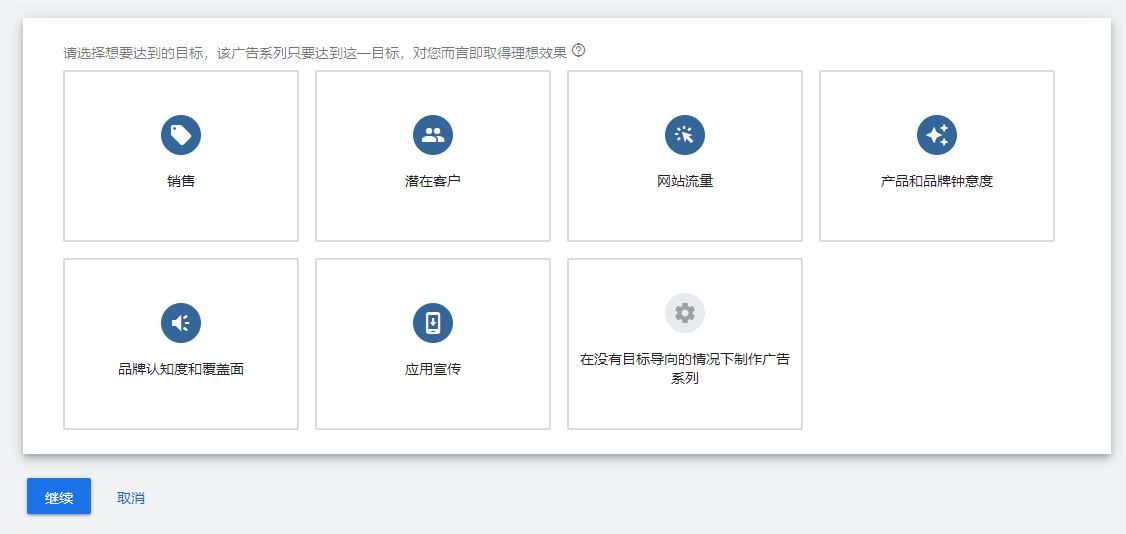 请选择想要达到的目标，该广告系列只要达到这一目标，对您而言即取得理想效果
销售
潜在客户
网站流量
产品和品牌钟意度
品牌认知度和覆盖面
应用宣传
在没有目标导向的情况下制作广告
系列
继续
取消